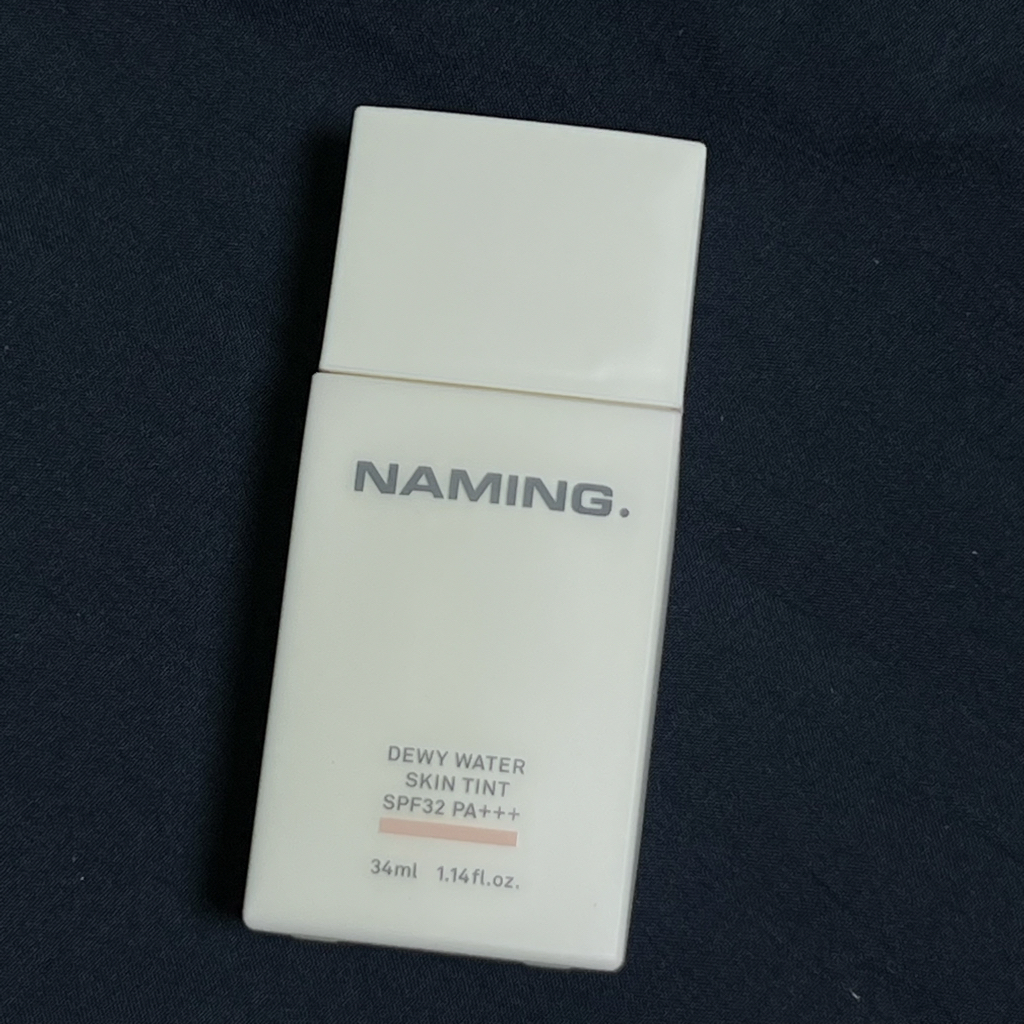 NAMING.
DEWY WATER
SKIN TINT
SPF32 PA+++
34ml 1.14fl.oz.